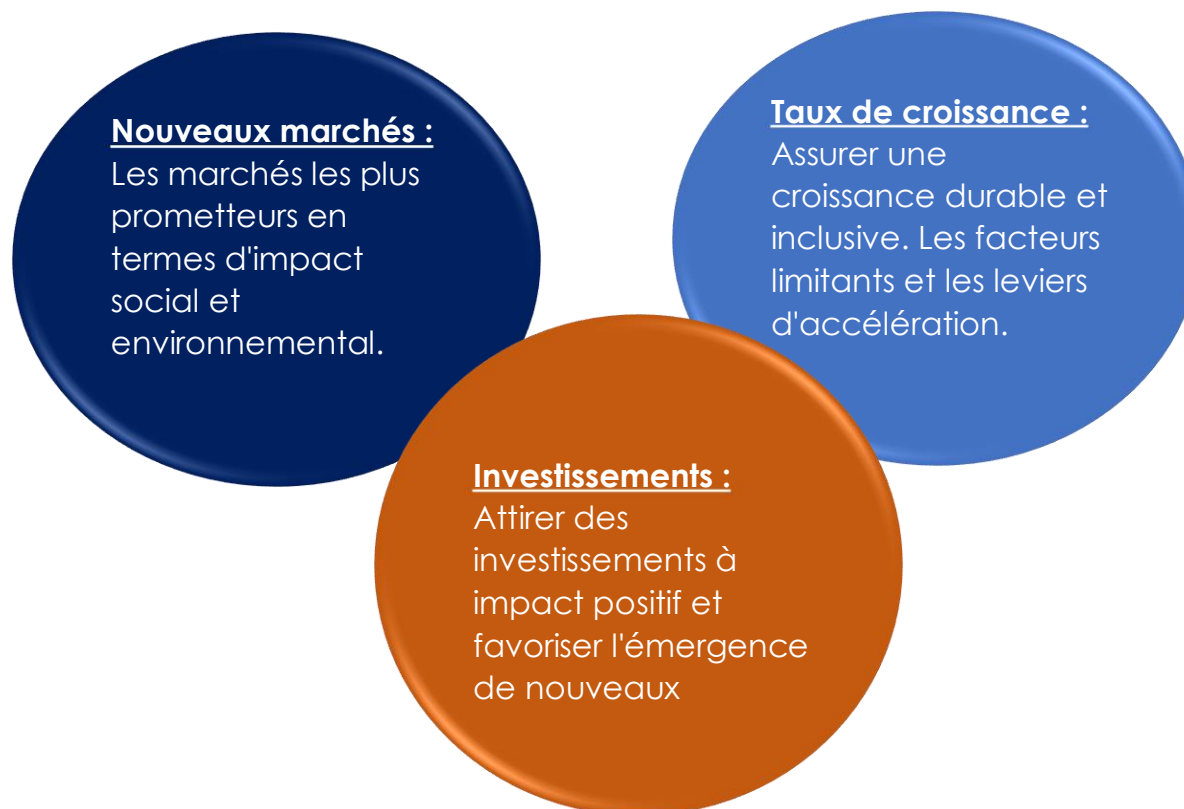 Nouveaux marchés :
Les marchés les plus
prometteurs en
termes d'impact
social et
environnemental.
Taux de croissance :
Assurer une
croissance durable et
inclusive. Les facteurs
limitants et les leviers
d'accélération.
Investissements :
Attirer des
investissements à
impact positif et
favoriser l'émergence
de nouveaux